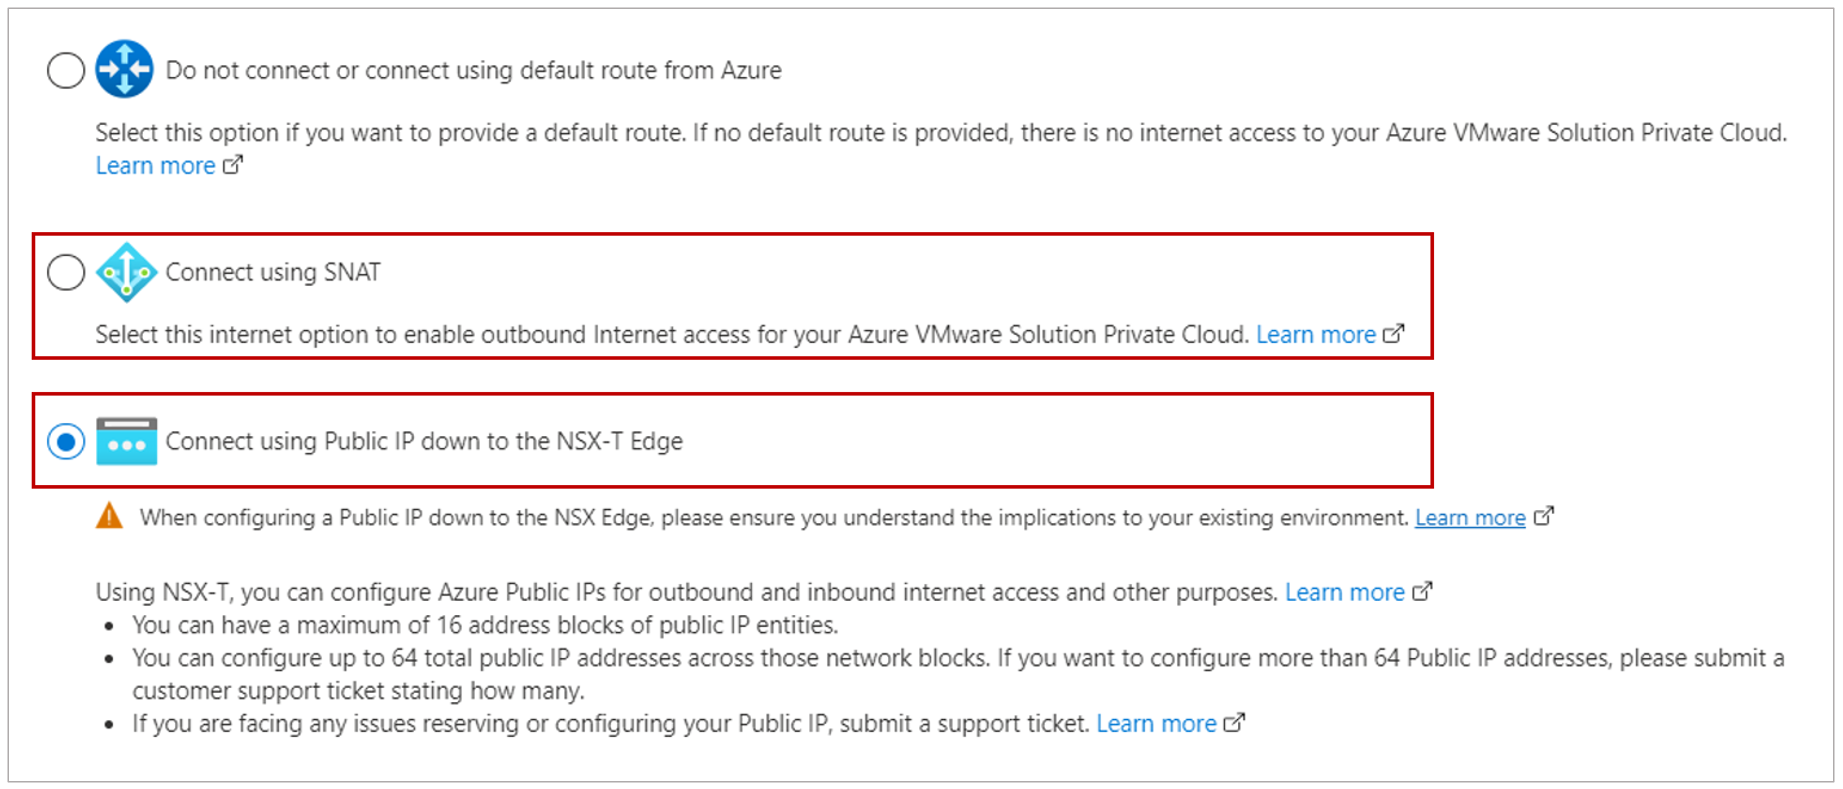 Do not connect or connect using default route from Azure
Select this option if you want to provide a default route. If no default route is provided, there is no internet access to your Azure VMware Solution Private Cloud.
Learn more
Connect using SNAT
Select this internet option to enable outbound Internet access for your Azure VMware Solution Private Cloud. Learn more
Connect using Public IP down to the NSX-T Edge
When configuring a Public IP down to the NSX Edge, please ensure you understand the implications to your existing environment. Learn more
Using NSX-T, you can configure Azure Public IPs for outbound and inbound internet access and other purposes. Learn more
• You can have a maximum of 16 address blocks of public IP entities.
• You can configure up to 64 total public IP addresses across those network blocks. If you want to configure more than 64 Public IP addresses, please submit a
customer support ticket stating how many.
• If you are facing any issues reserving or configuring your Public IP, submit a support ticket. Learn more